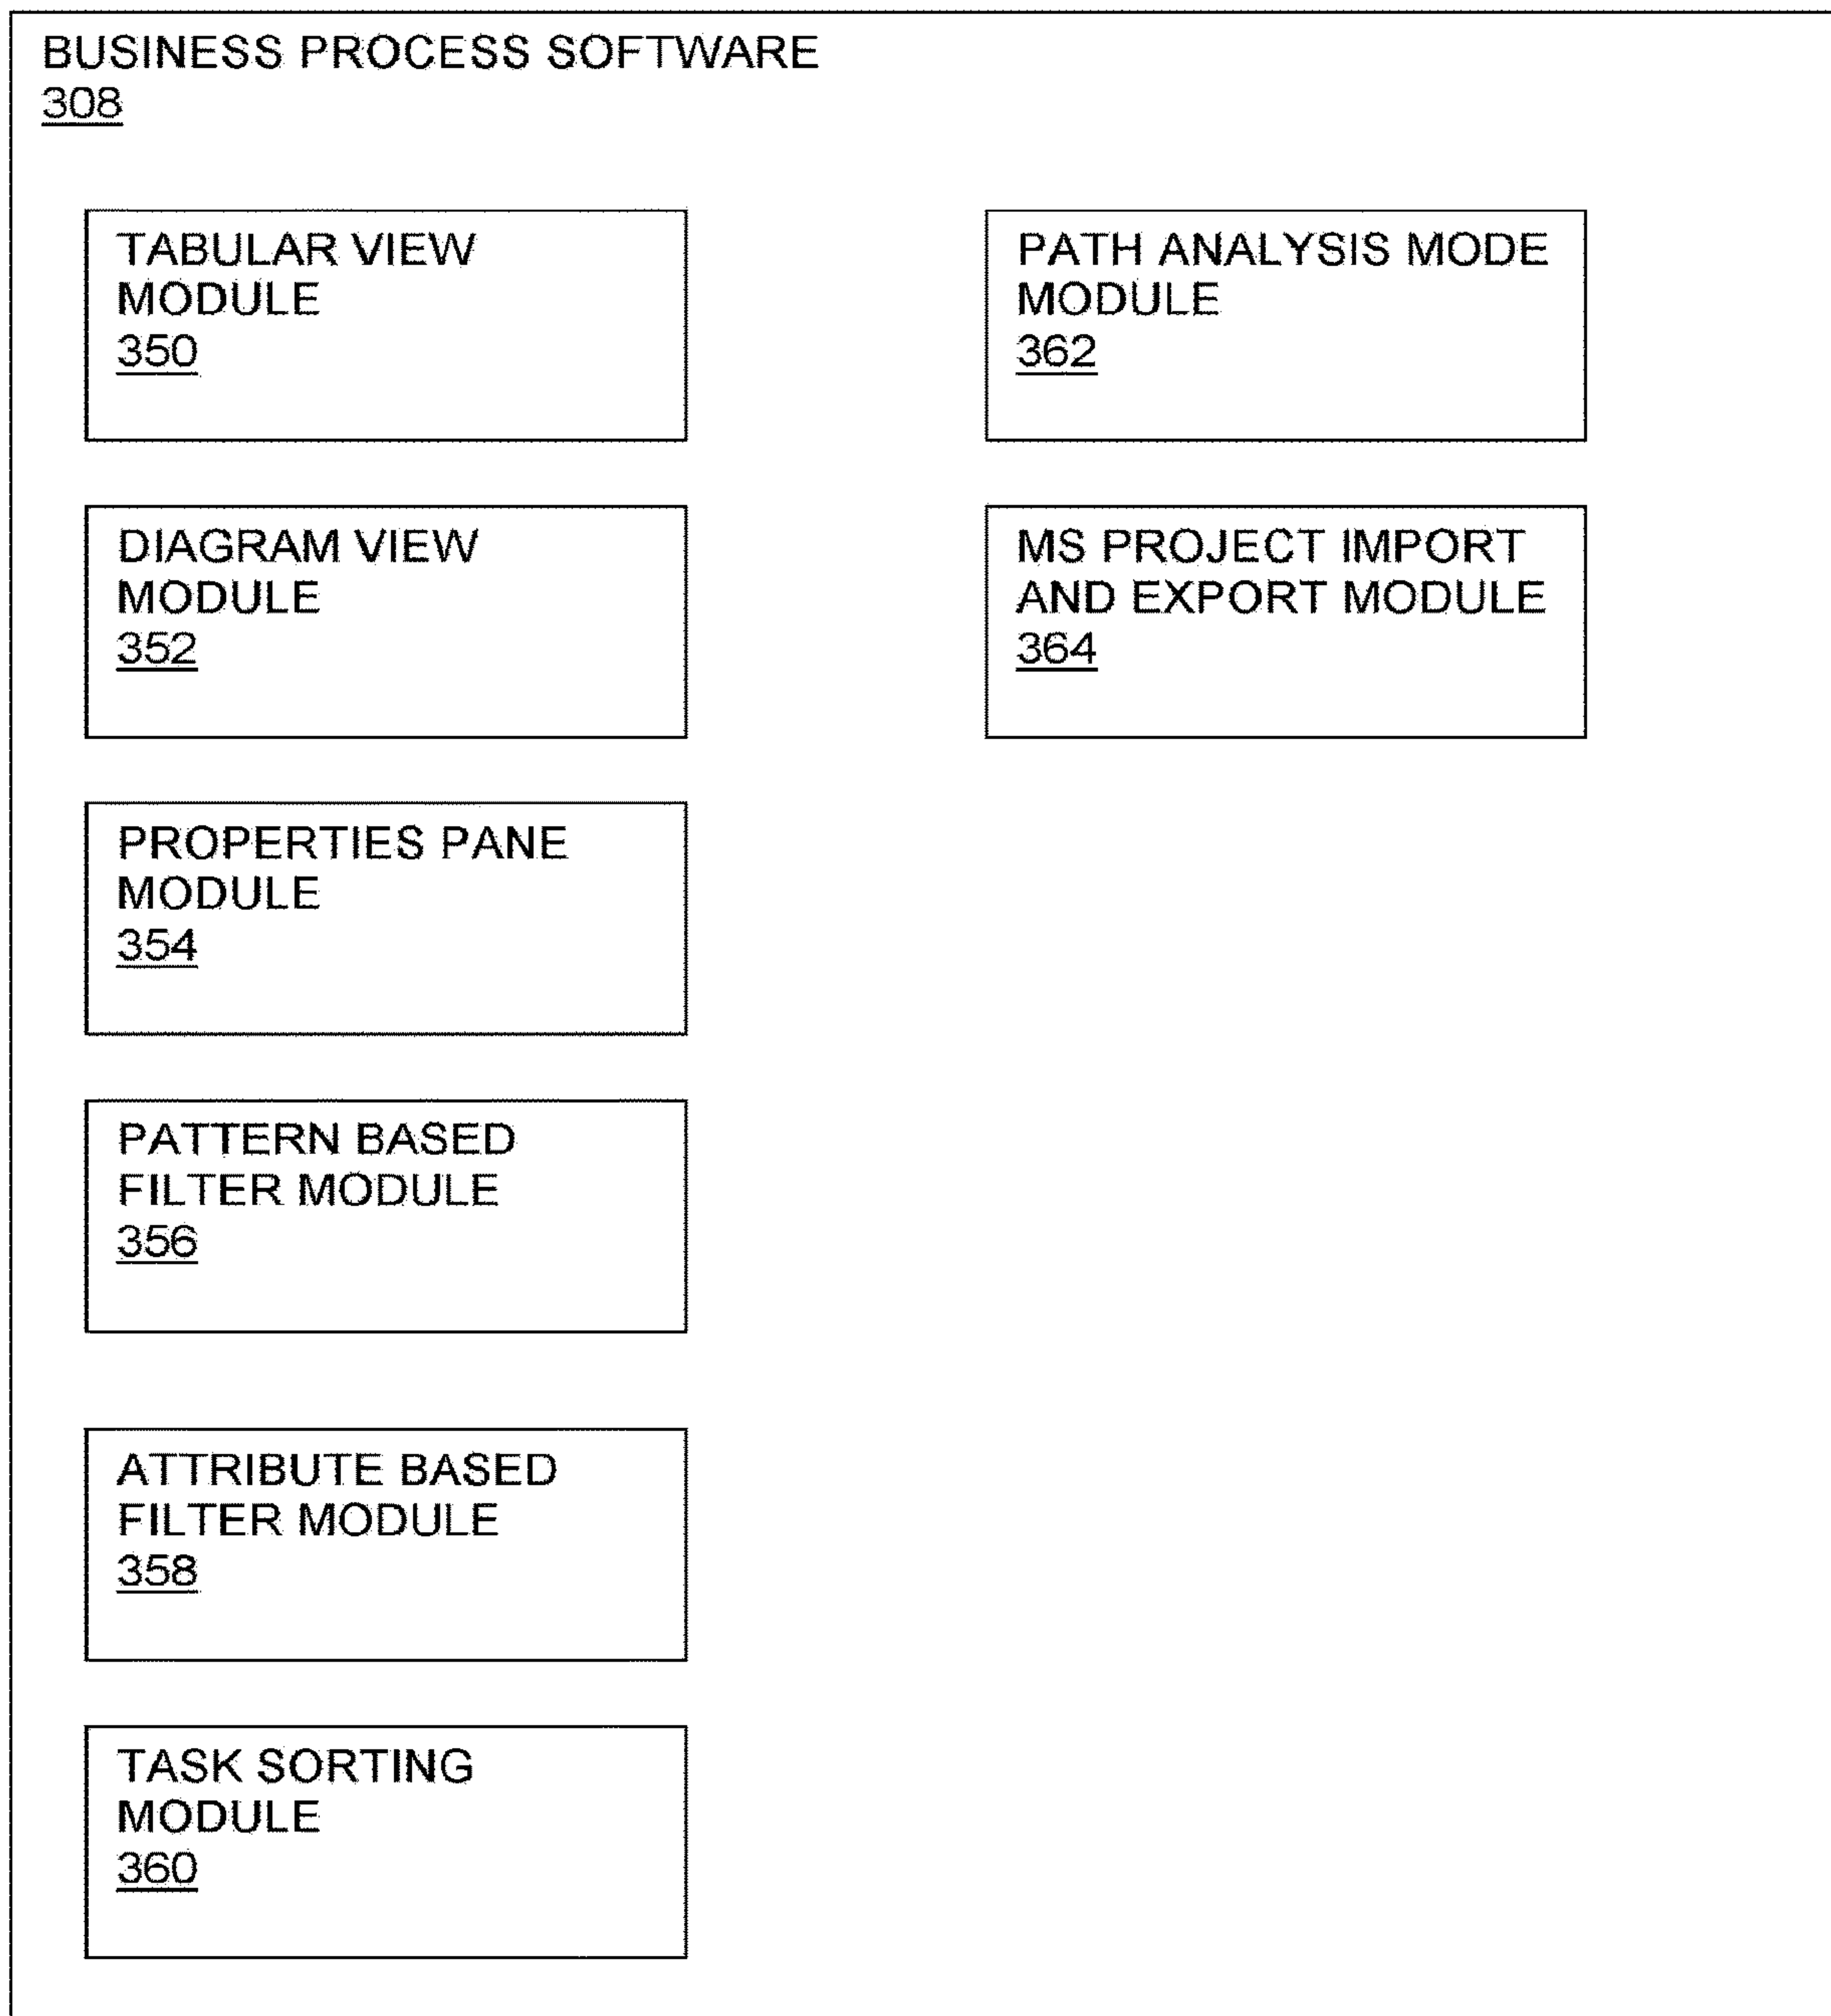 BUSINESS PROCESS SOFTWARE
308
TABULAR VIEW
MODULE
350
DIAGRAM VIEW
MODULE
352
PROPERTIES PANE
MODULE
354
PATTERN BASED
FILTER MODULE
356
ATTRIBUTE BASED
FILTER MODULE
358
TASK SORTING
MODULE
360
PATH ANALYSIS MODE
MODULE
362
MS PROJECT IMPORT
AND EXPORT MODULE
364